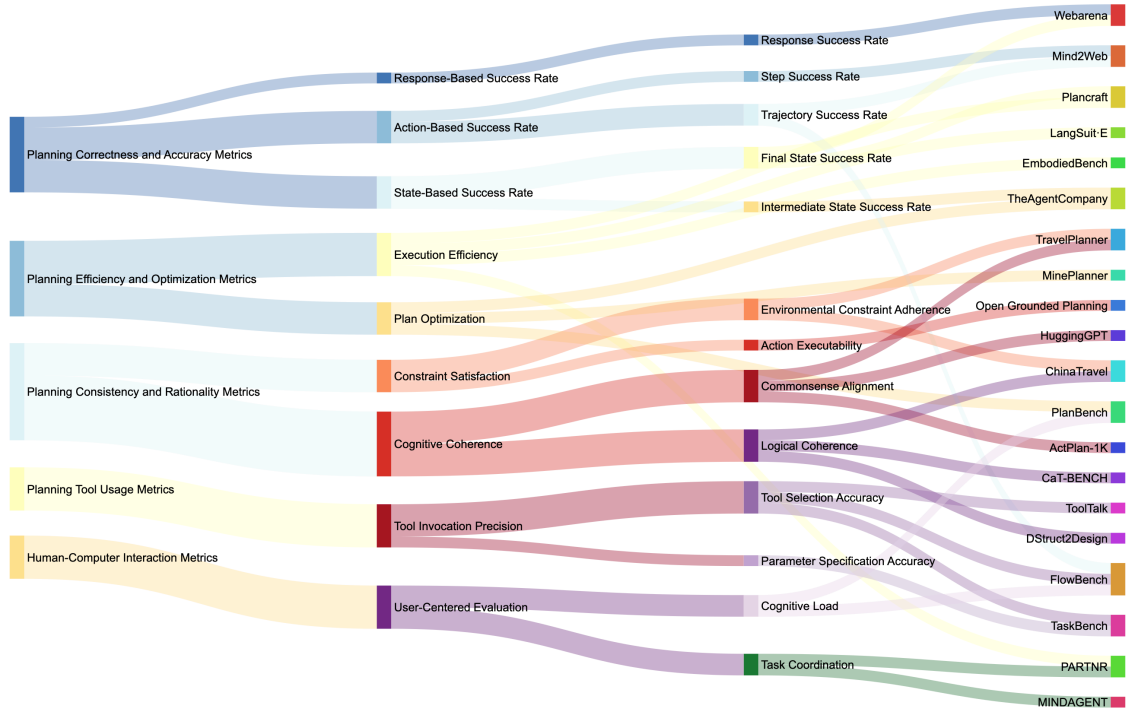 Planning Correctness and Accuracy Metrics
Planning Efficiency and Optimization Metrics
Planning Consistency and Rationality Metrics
Planning Tool Usage Metrics
Human-Computer Interaction Metrics
Response-Based Success Rate
Action-Based Success Rate
State-Based Success Rate
Execution Efficiency
Plan Optimization
Constraint Satisfaction
Cognitive Coherence
Tool Invocation Precision
User-Centered Evaluation
Response Success Rate
Step Success Rate
Trajectory Success Rate
Final State Success Rate
Intermediate State Success Rate
Environmental Constraint Adherence
Action Executability
Commonsense Alignment
Logical Coherence
Tool Selection Accuracy
Parameter Specification Accuracy
Cognitive Load
Task Coordination
Webarena
Mind2Web
Plancraft
LangSuit·E
EmbodiedBench
TheAgentCompany
TravelPlanner
MinePlanner
Open Grounded Planning
HuggingGPT
ChinaTravel
PlanBench
ActPlan-1K
CaT-BENCH
ToolTalk
DStruct2Design
FlowBench
TaskBench
PARTNR
MINDAGENT